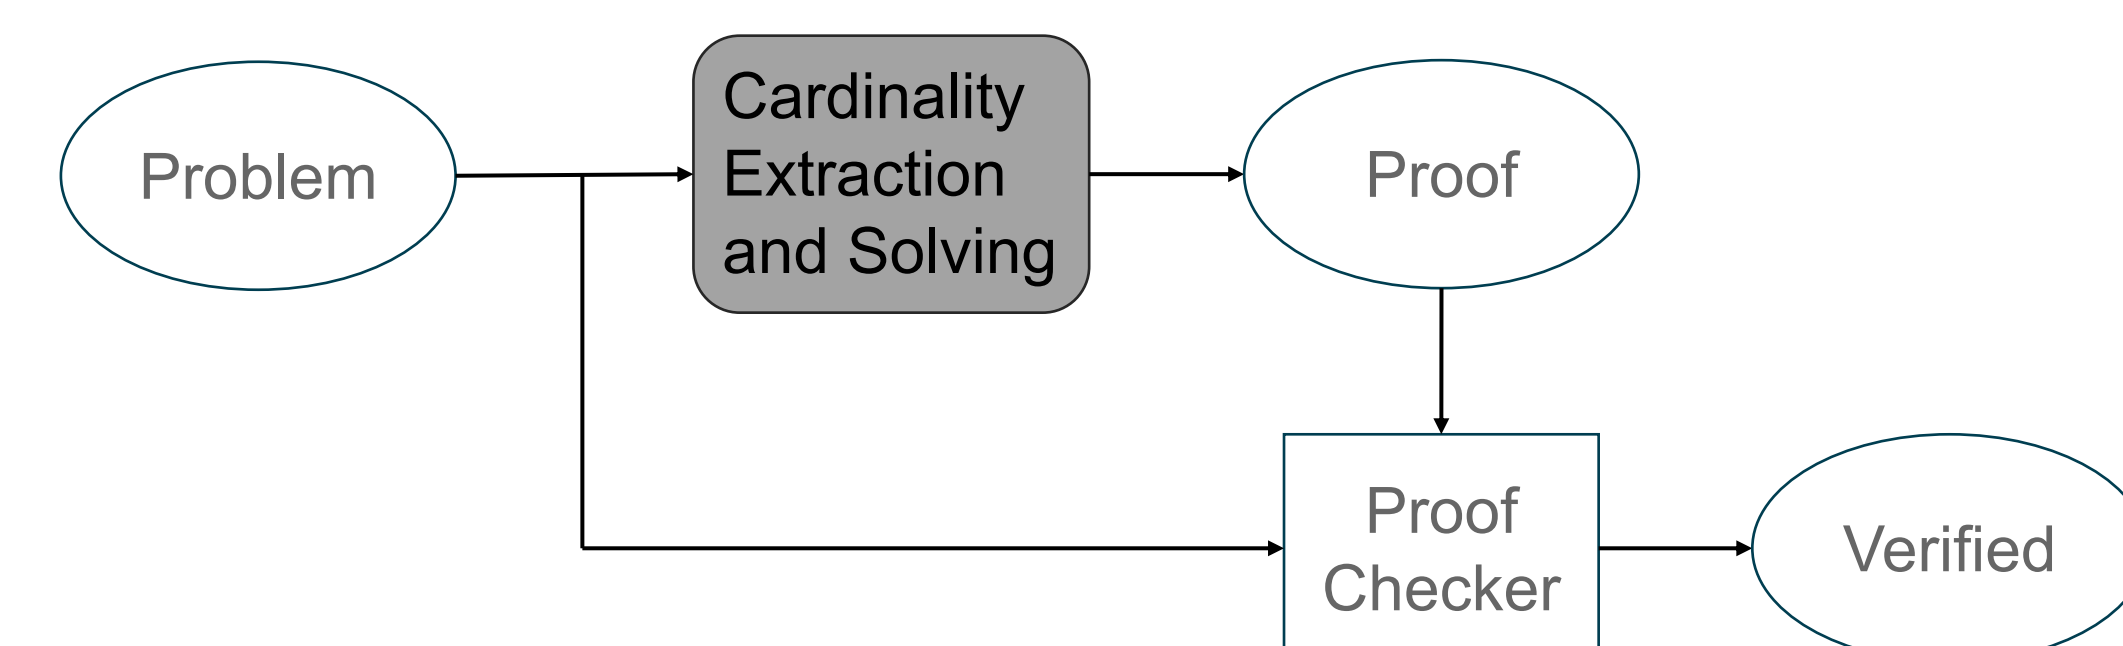 Problem
Cardinality
Extraction
and Solving
Proof
Proof
Checker
Verified